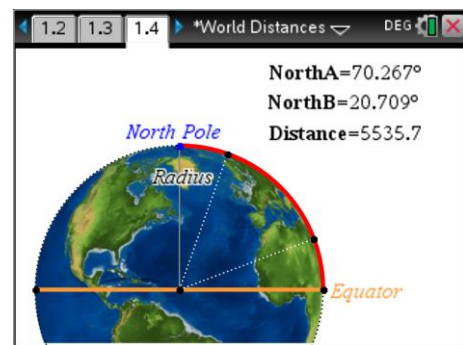 1.2 1.3 1.4 *World Distances DEG
NorthA=70.267°
NorthB=20.709°
Distance=5535.7
North Pole
Radius
Equator